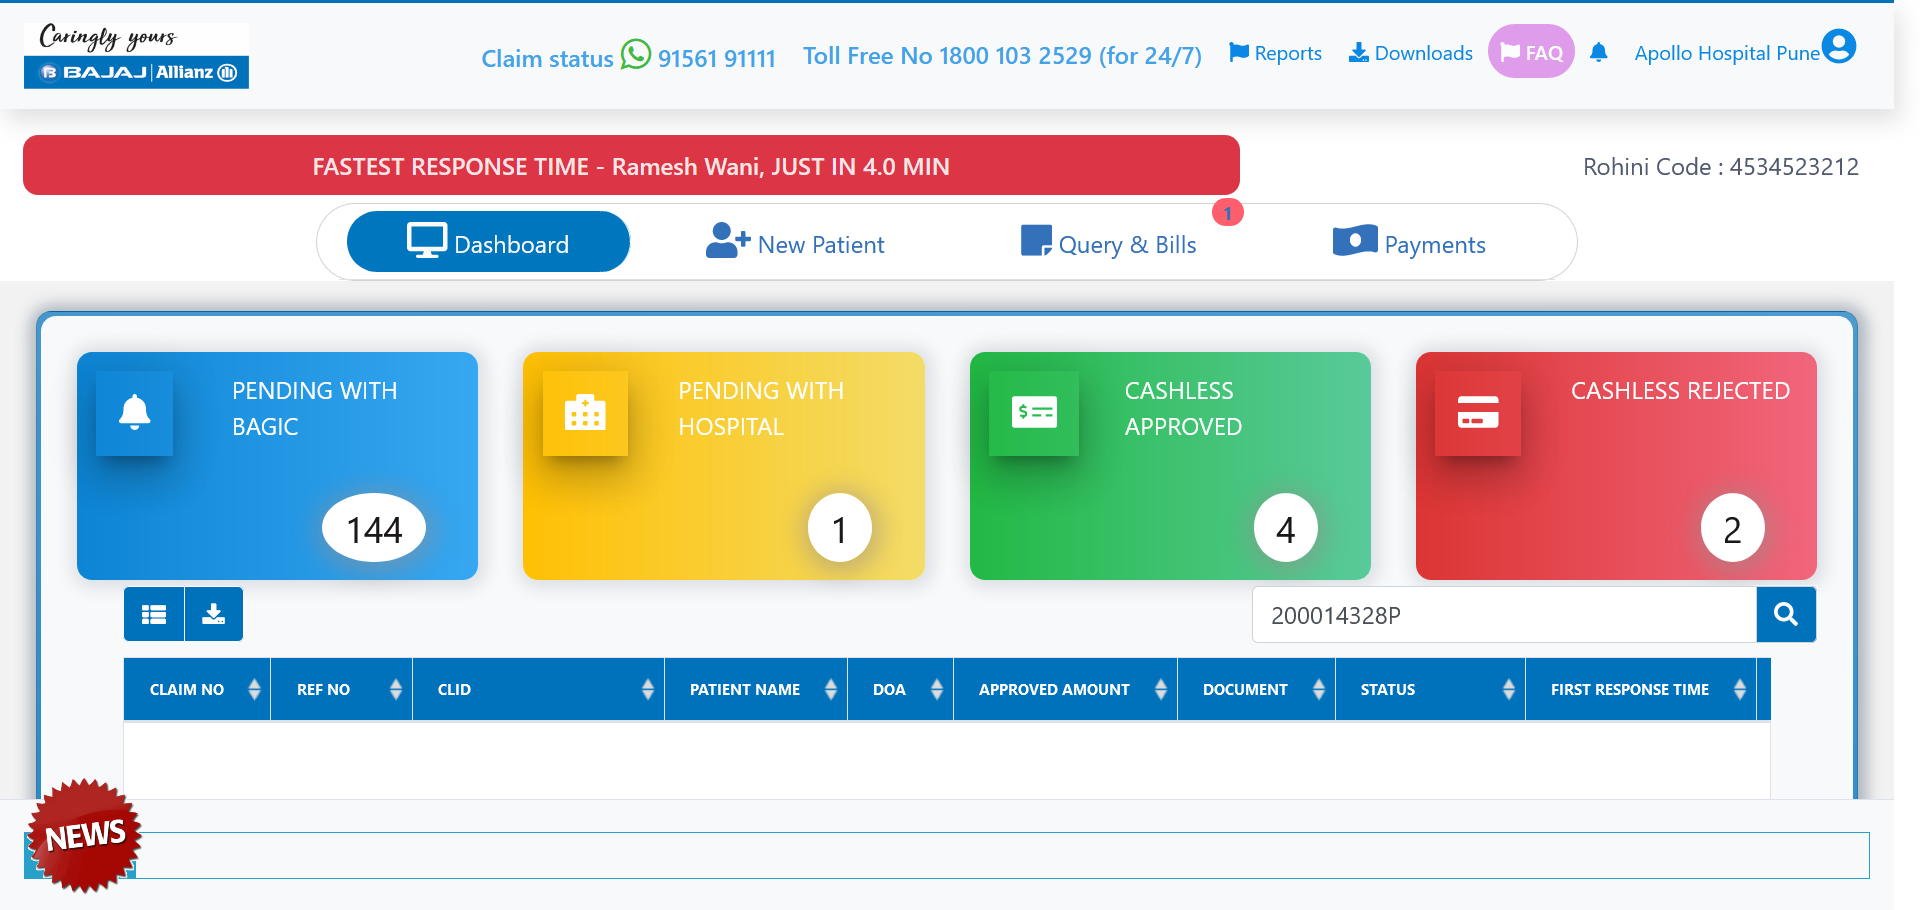 Caringly yours
BAJAJ | Allianz
Claim status 91561 91111
Toll Free No 1800 103 2529 (for 24/7)
Reports
Downloads
FAQ
Apollo Hospital Pune
FASTEST RESPONSE TIME - Ramesh Wani, JUST IN 4.0 MIN
Rohini Code : 4534523212
Dashboard
New Patient
Query & Bills
1
Payments
PENDING WITH
BAGIC
144
PENDING WITH
HOSPITAL
1
CASHLESS
APPROVED
4
CASHLESS REJECTED
2
200014328P
CLAIM NO
REF NO
CLID
PATIENT NAME
DOA
APPROVED AMOUNT
DOCUMENT
STATUS
FIRST RESPONSE TIME
NEWS